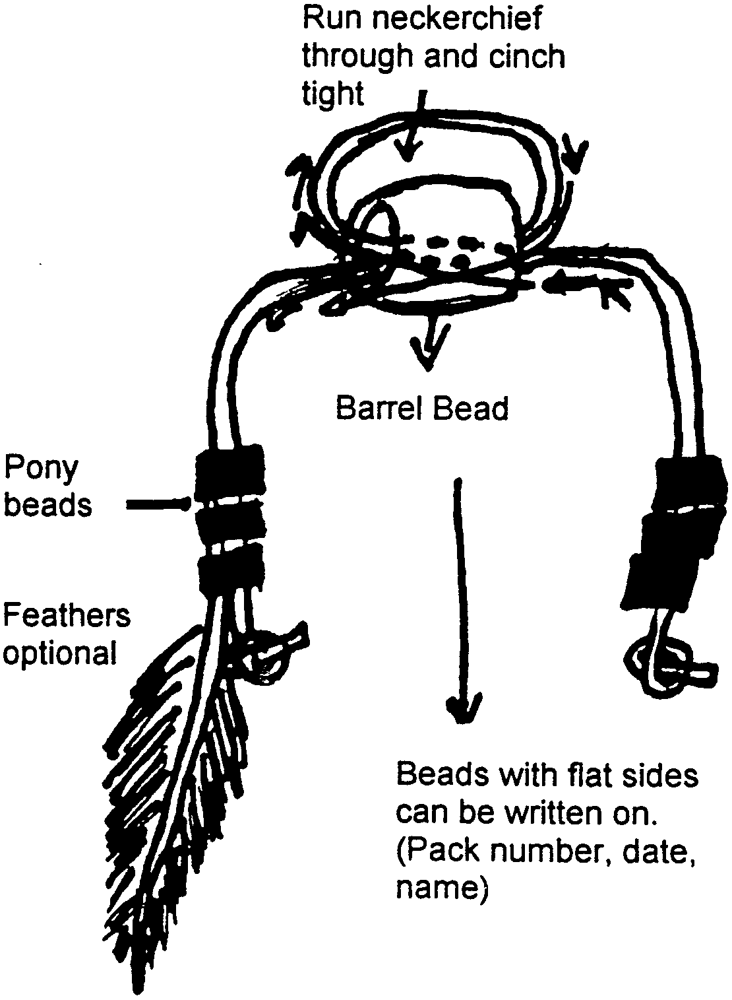 Run neckerchief
through and cinch
tight
Barrel Bead
Pony
beads
Feathers
optional
Beads with flat sides
can be written on.
(Pack number, date,
name)